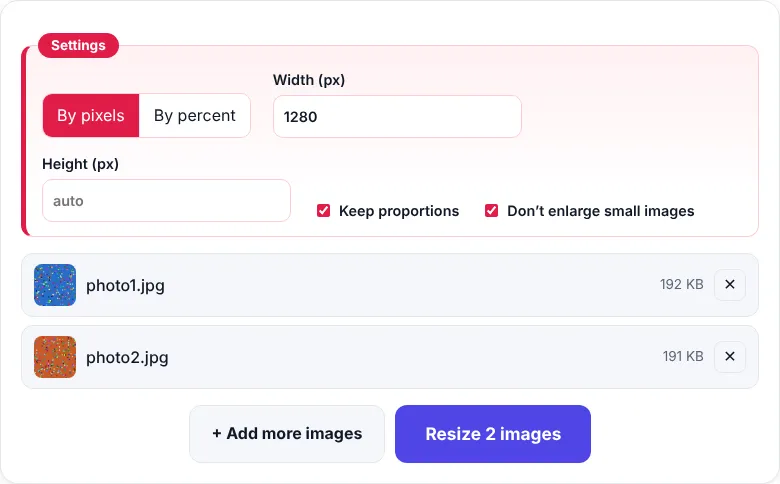 Settings
Width (px)
By pixels By percent 1280
Height (px)
auto Keep proportions Don’t enlarge small images
photo1.jpg 192 KB ✕
photo2.jpg 191 KB ✕
+ Add more images Resize 2 images